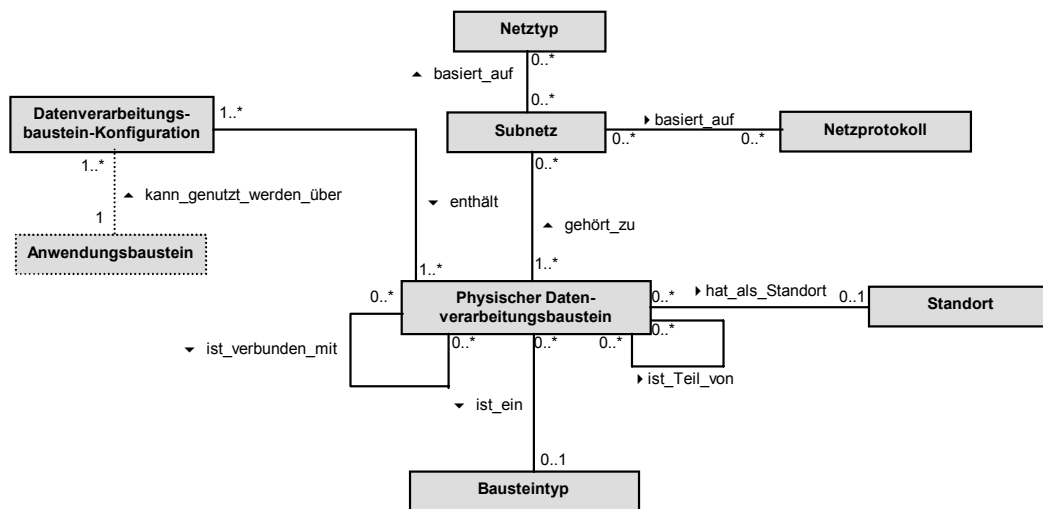 Netztyp
0..*
basiert_auf
0..*
Datenverarbeitungs-
baustein-Konfiguration
1..*
Subnetz
basiert_auf
0..*
0..*
Netzprotokoll
1..*
0..*
kann_genutzt_werden_über
enthält
1
gehört_zu
Anwendungsbaustein
1..*
1..*
0..*
Physischer Daten-
verarbeitungsbaustein
0..*
hat_als_Standort
0..1
Standort
0..*
ist_verbunden_mit
0..*
0..*
0..*
ist_Teil_von
ist_ein
0..1
Bausteintyp